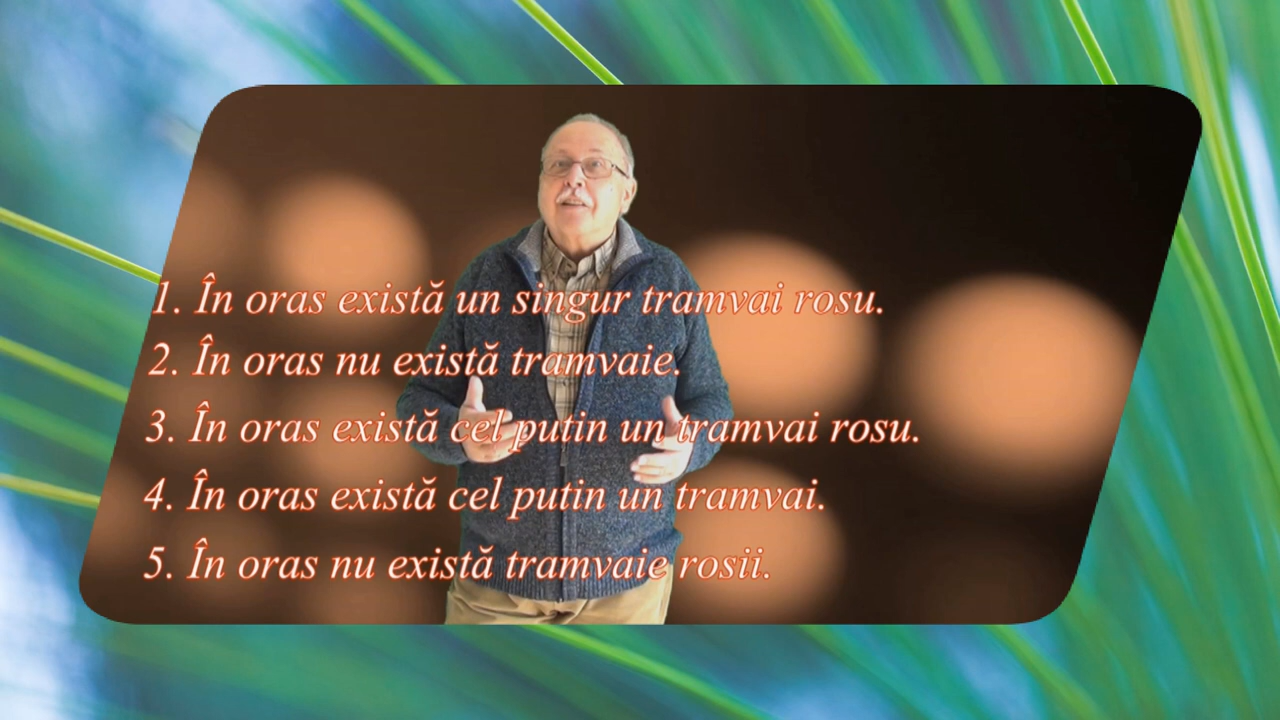 1. În oras există un singur tramvai rosu.
2. În oras nu există tramvaie.
3. În oras există cel putin un tramvai rosu.
4. În oras există cel putin un tramvai.
5. În oras nu există tramvaie rosii.